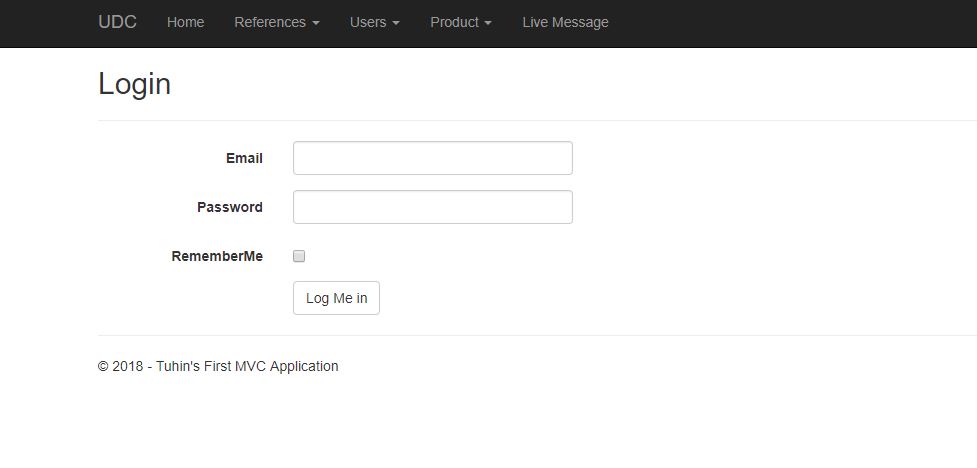 UDC Home References Users Product Live Message
Login
Email
Password
RememberMe
Log Me in
© 2018 - Tuhin's First MVC Application